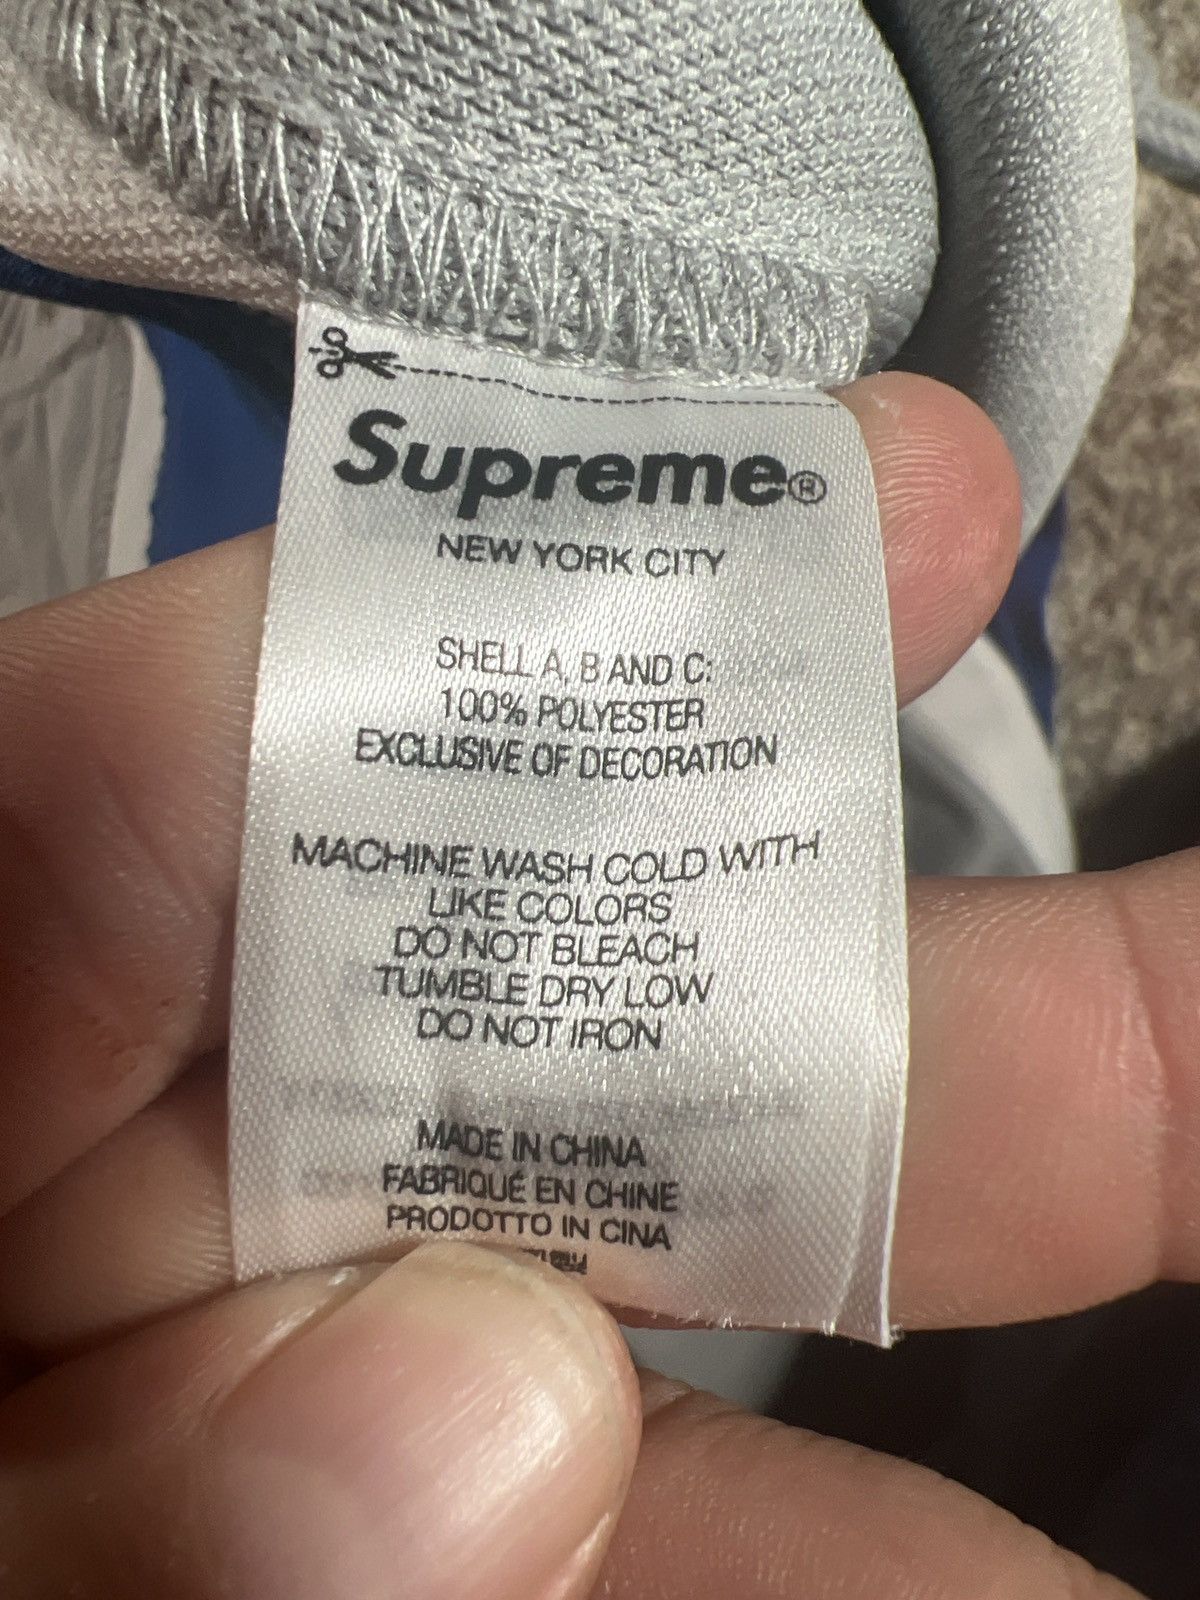 Supreme®
NEW YORK CITY
SHELL A, B AND C:
100% POLYESTER
EXCLUSIVE OF DECORATION
MACHINE WASH COLD WITH
LIKE COLORS
DO NOT BLEACH
TUMBLE DRY LOW
DO NOT IRON
MADE IN CHINA
FABRIQUÉ EN CHINE
PRODOTTO IN CINA